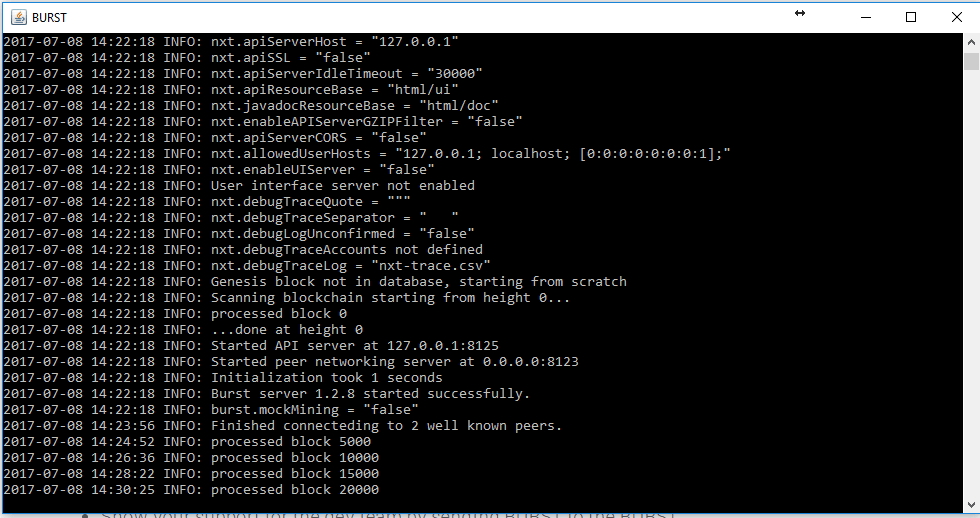 BURST
2017-07-08 14:22:18 INFO: nxt.apiServerHost = "127.0.0.1"
2017-07-08 14:22:18 INFO: nxt.apiSSL = "false"
2017-07-08 14:22:18 INFO: nxt.apiServerIdleTimeout = "30000"
2017-07-08 14:22:18 INFO: nxt.apiResourceBase = "html/ui"
2017-07-08 14:22:18 INFO: nxt.javadocResourceBase = "html/doc"
2017-07-08 14:22:18 INFO: nxt.enableAPIServerGZIPFilter = "false"
2017-07-08 14:22:18 INFO: nxt.apiServerCORS = "false"
2017-07-08 14:22:18 INFO: nxt.allowedUserHosts = "127.0.0.1; localhost; [0:0:0:0:0:0:0:1];"
2017-07-08 14:22:18 INFO: nxt.enableUIServer = "false"
2017-07-08 14:22:18 INFO: User interface server not enabled
2017-07-08 14:22:18 INFO: nxt.debugTraceQuote = """
2017-07-08 14:22:18 INFO: nxt.debugTraceSeparator = "   "
2017-07-08 14:22:18 INFO: nxt.debugLogUnconfirmed = "false"
2017-07-08 14:22:18 INFO: nxt.debugTraceAccounts not defined
2017-07-08 14:22:18 INFO: nxt.debugTraceLog = "nxt-trace.csv"
2017-07-08 14:22:18 INFO: Genesis block not in database, starting from scratch
2017-07-08 14:22:18 INFO: Scanning blockchain starting from height 0...
2017-07-08 14:22:18 INFO: processed block 0
2017-07-08 14:22:18 INFO: ...done at height 0
2017-07-08 14:22:18 INFO: Started API server at 127.0.0.1:8125
2017-07-08 14:22:18 INFO: Started peer networking server at 0.0.0.0:8123
2017-07-08 14:22:18 INFO: Initialization took 1 seconds
2017-07-08 14:22:18 INFO: Burst server 1.2.8 started successfully.
2017-07-08 14:22:18 INFO: burst.mockMining = "false"
2017-07-08 14:23:56 INFO: Finished connecteding to 2 well known peers.
2017-07-08 14:24:52 INFO: processed block 5000
2017-07-08 14:26:36 INFO: processed block 10000
2017-07-08 14:28:22 INFO: processed block 15000
2017-07-08 14:30:25 INFO: processed block 20000
Show your support for the dev team by sending BURST to the BURST